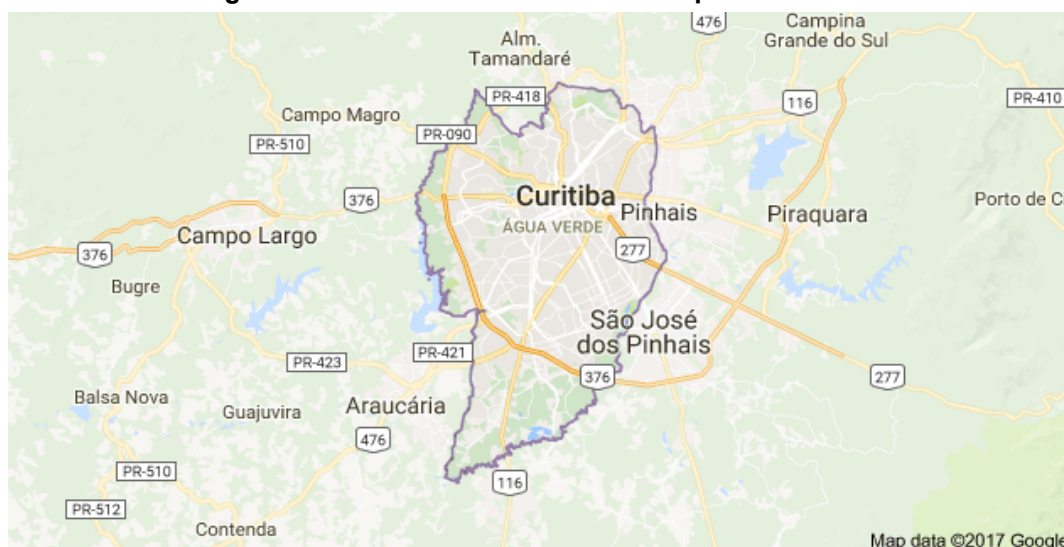 476
Campina
Grande do Sul
Alm.
Tamandaré
PR-418
116
PR-410
Campo Magro
PR-090
PR-510
376
Curitiba
Pinhais
Piraquara
Porto de C
ÁGUA VERDE
Campo Largo
376
277
Bugre
São José
dos Pinhais
PR-421
PR-423
376
277
Balsa Nova
Guajuvira
Araucária
476
PR-510
116
PR-512
Contenda
Map data ©2017 Google